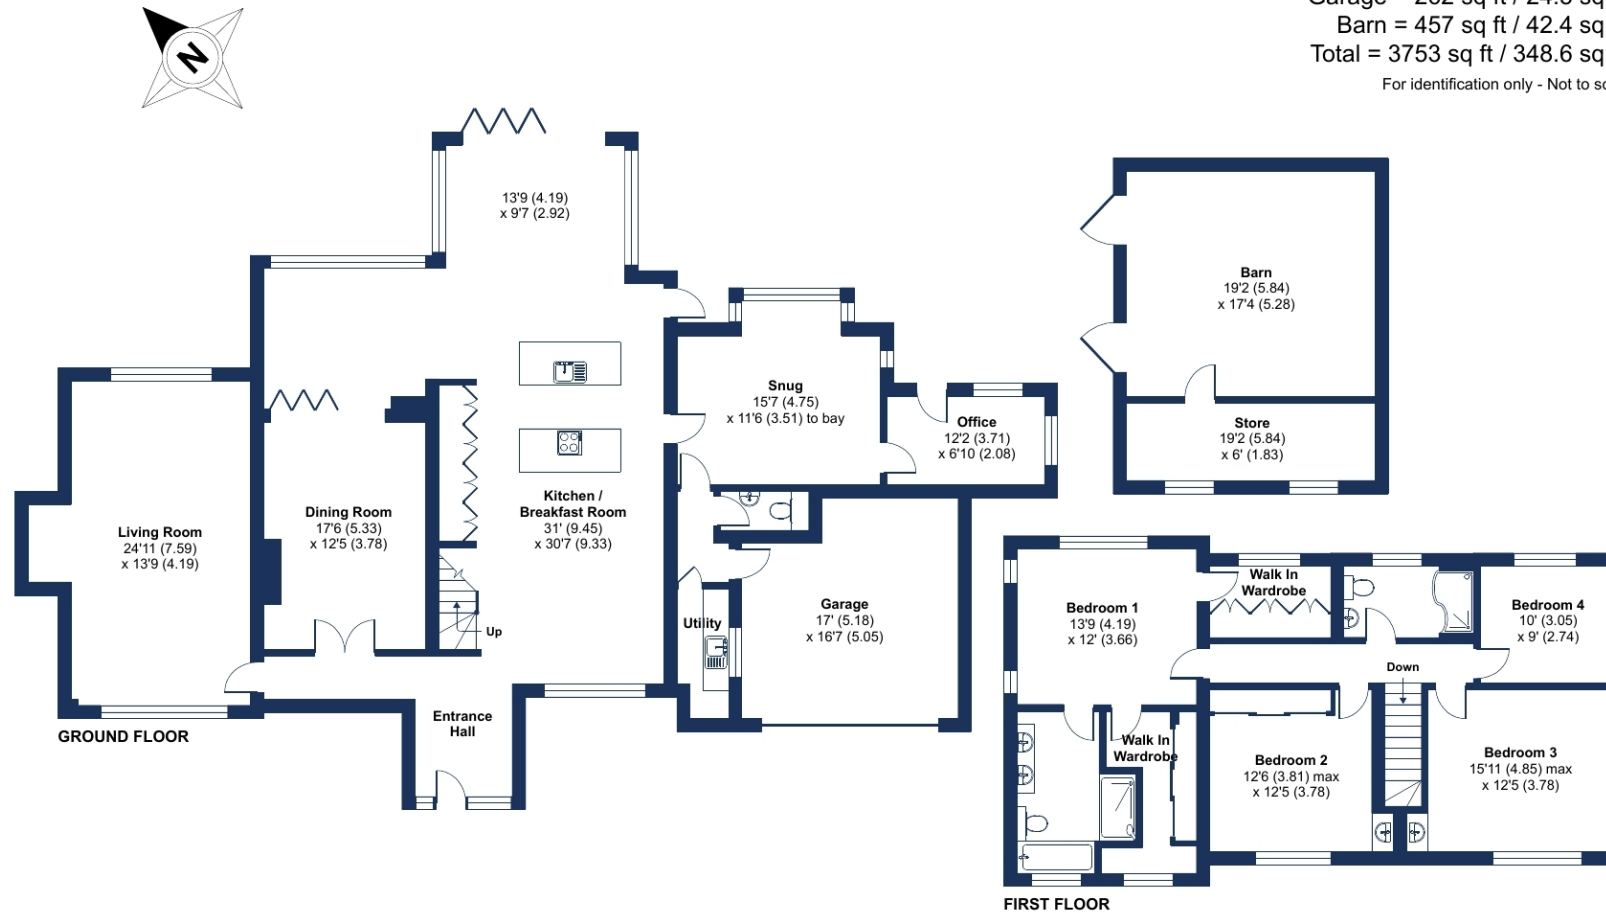 N
Garage = 262 sq ft / 24.3 sq
Barn = 457 sq ft / 42.4 sq
Total = 3753 sq ft / 348.6 sq
For identification only - Not to sc
13'9 (4.19)
x 9'7 (2.92)
Barn
19'2 (5.84)
x 17'4 (5.28)
Store
19'2 (5.84)
x 6' (1.83)
Snug
15'7 (4.75)
x 11'6 (3.51) to bay
Office
12'2 (3.71)
x 6'10 (2.08)
Kitchen /
Breakfast Room
31' (9.45)
x 30'7 (9.33)
Dining Room
17'6 (5.33)
x 12'5 (3.78)
Living Room
24'11 (7.59)
x 13'9 (4.19)
Up
Utility
Garage
17' (5.18)
x 16'7 (5.05)
Entrance
Hall
GROUND FLOOR
Bedroom 1
13'9 (4.19)
x 12' (3.66)
Walk In
Wardrobe
Bedroom 4
10' (3.05)
x 9' (2.74)
Down
Walk In
Wardrobe
Bedroom 2
12'6 (3.81) max
x 12'5 (3.78)
Bedroom 3
15'11 (4.85) max
x 12'5 (3.78)
FIRST FLOOR